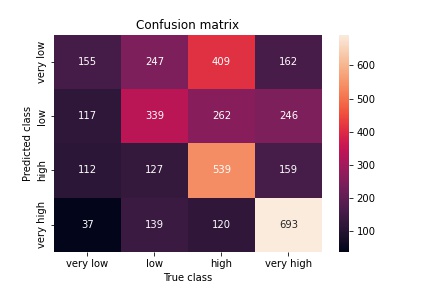 Confusion matrix
Predicted class
very low 155 247 409 162
low 117 339 262 246
high 112 127 539 159
very high 37 139 120 693
very low low high very high
True class
600
500
400
300
200
100